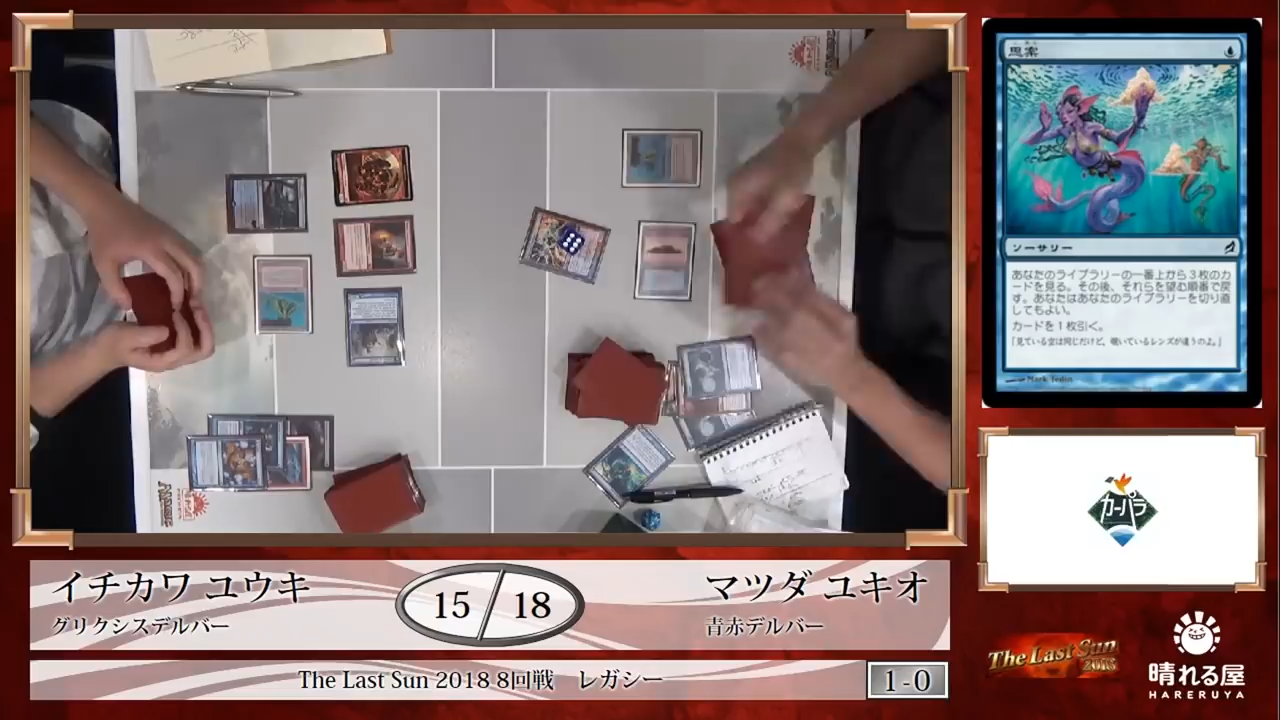 思案
ソーサリー
あなたのライブラリーの一番上から3枚のカ
ードを見る。その後、それらを望む順番で戻
す。あなたはあなたのライブラリーを切り直
してもよい。
カードを1枚引く。
「見ている空は同じだけど、覗いているレンズが違うのよ。」
Mark Tedin
カーパラ
イチカワ ユウキ
グリクシスデルバー
15 / 18
マツダ ユキオ
青赤デルバー
The Last Sun 2018 8回戦 レガシー
1-0
The Last Sun
2018
晴れる屋
HARERUYA